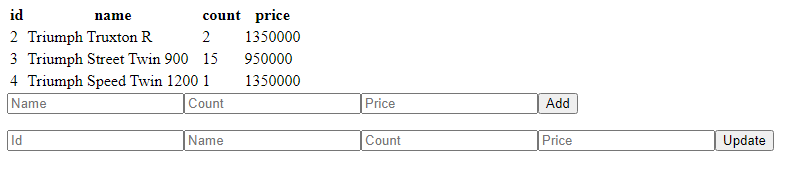 id name count price
2 Triumph Truxton R 2 1350000
3 Triumph Street Twin 900 15 950000
4 Triumph Speed Twin 1200 1 1350000
Name Count Price Add
Id Name Count Price Update